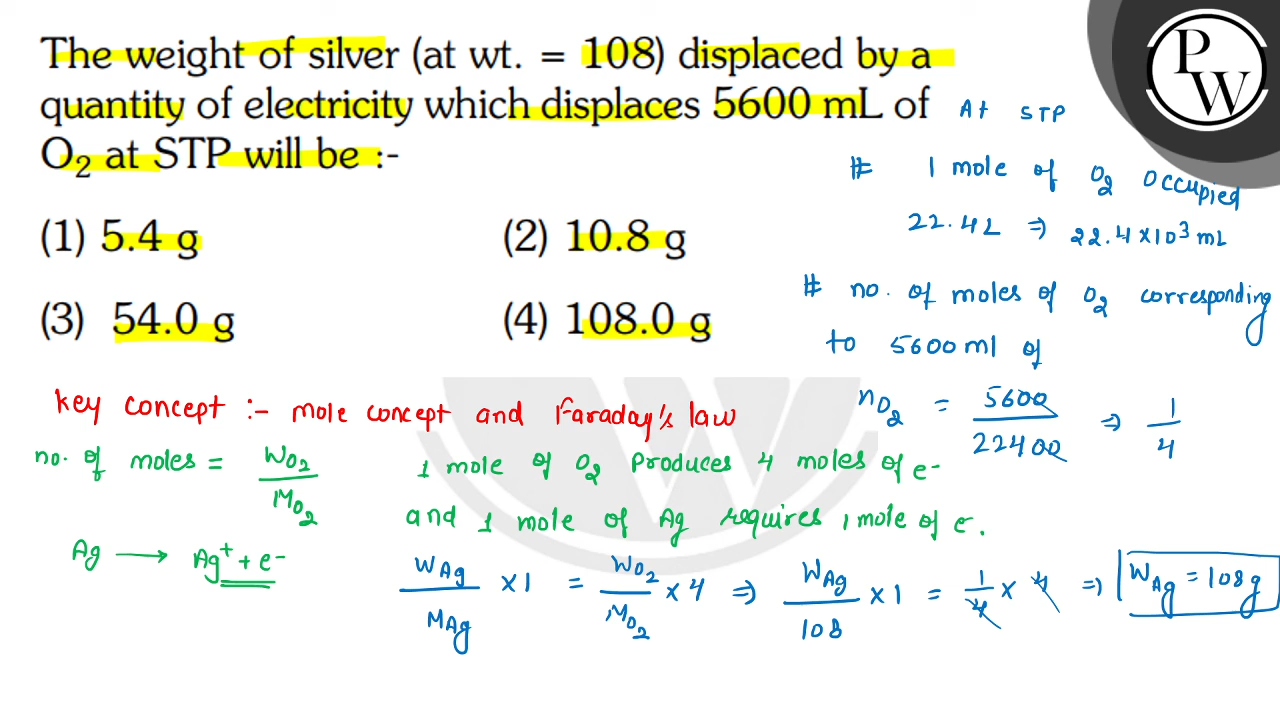 The weight of silver (at wt. = 108) displaced by a
quantity of electricity which displaces 5600 mL of
O₂ at STP will be :-
(1) 5.4 g
(2) 10.8 g
(3) 54.0 g
(4) 108.0 g
P
W
At STP
# 1 mole of O₂ occupied
22.4L ⇒ 22.4×10³ mL
# no. of moles of O₂ corresponding
to 5600ml of
nO₂ = 5600/22400 ⇒ 1/4
key concept :- mole concept and Faraday's law
no. of moles = WO₂/MO₂
1 mole of O₂ produces 4 moles of e-
and 1 mole of Ag requires 1 mole of e.
Ag ⟶ Ag⁺ + e-
WAg/MAg ×1 = WO₂/MO₂ × 4 ⇒ WAg/108 × 1 = 1/4 × 4 ⇒ WAg = 108g